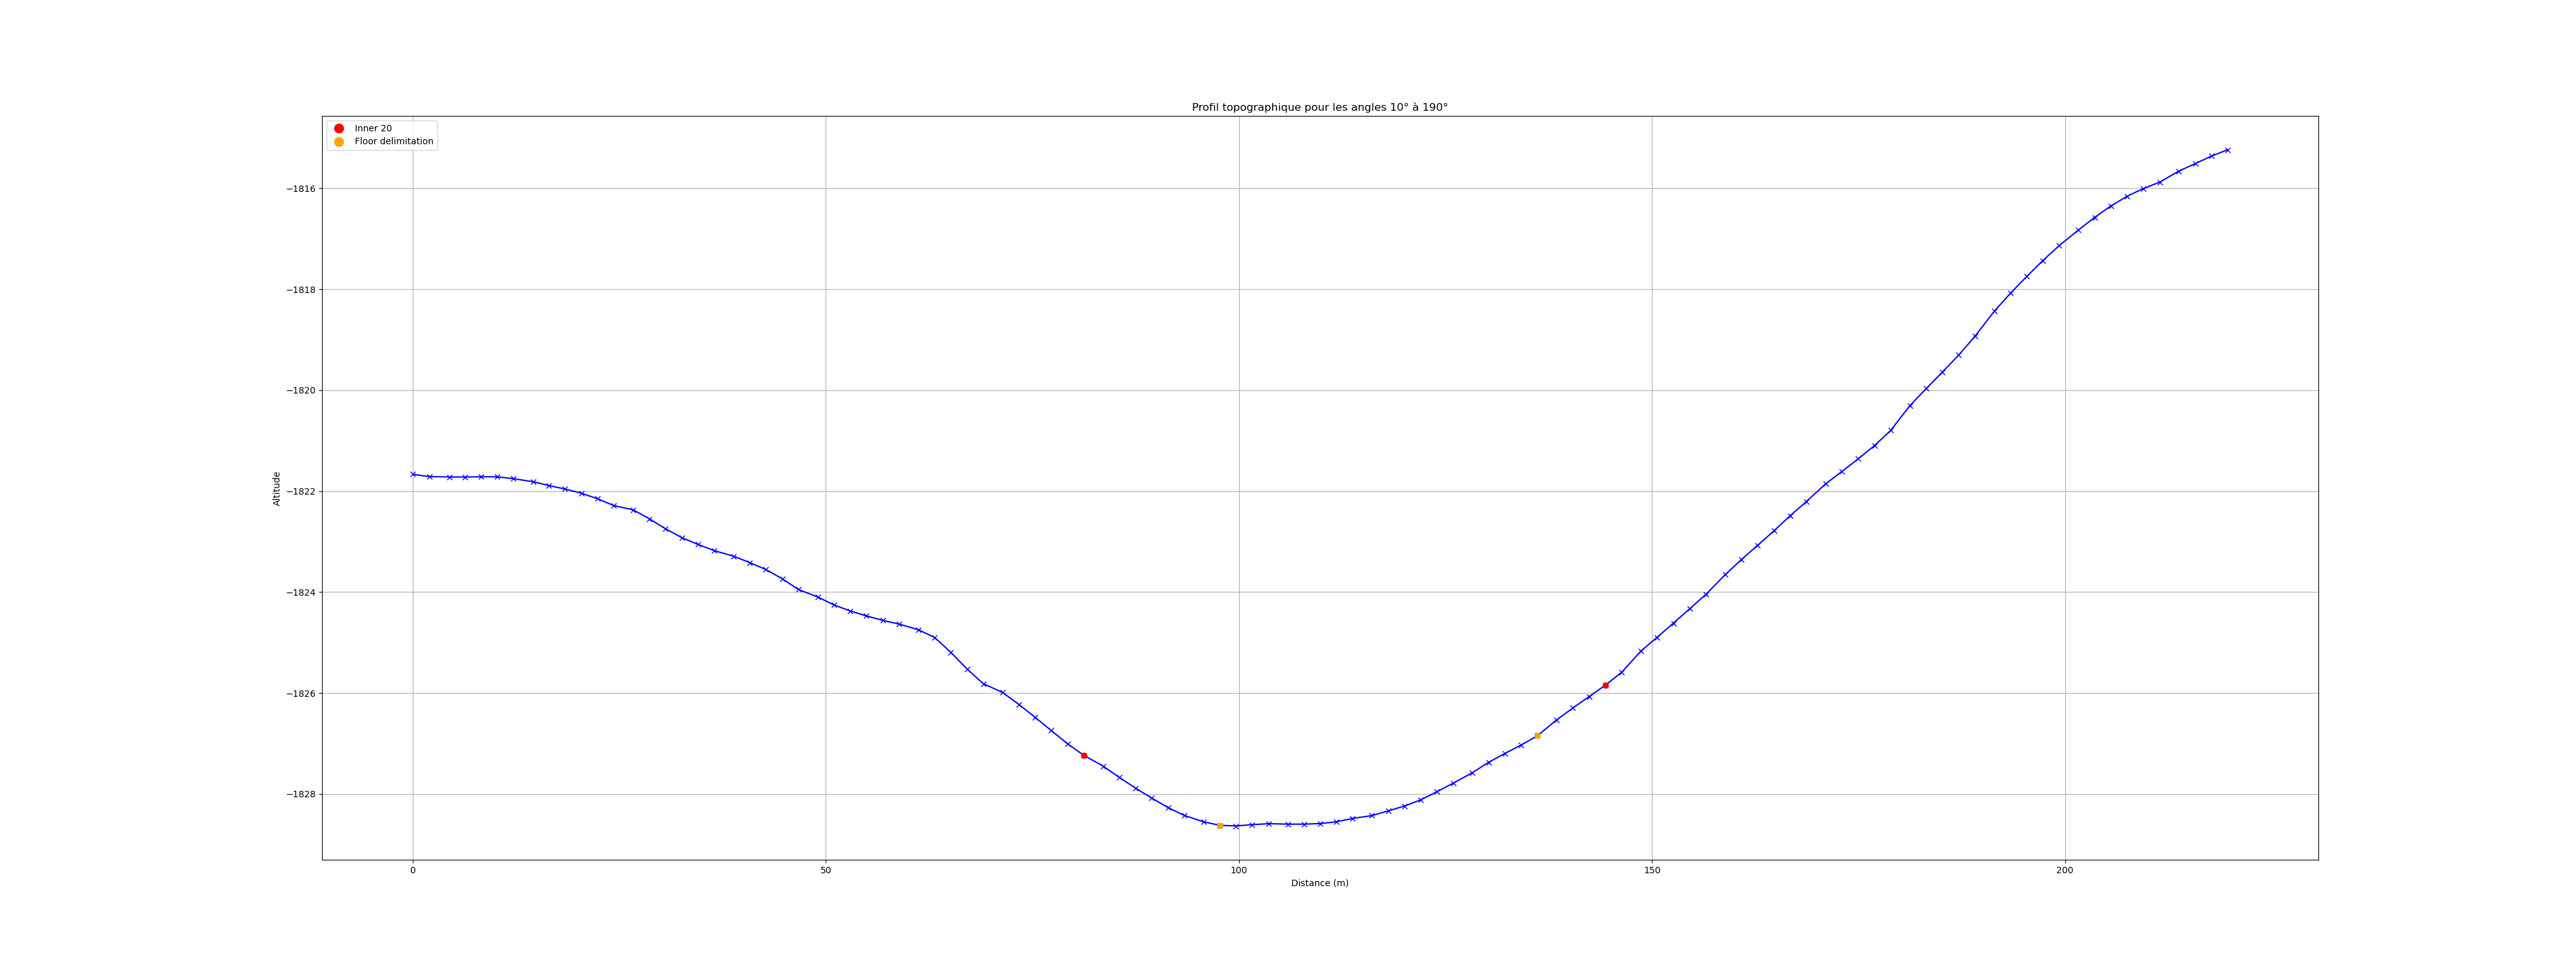 Profil topographique pour les angles 10° à 190°
Inner 20
Floor delimitation
Altitude
−1816
−1818
−1820
−1822
−1824
−1826
−1828
0
50
100
150
200
Distance (m)